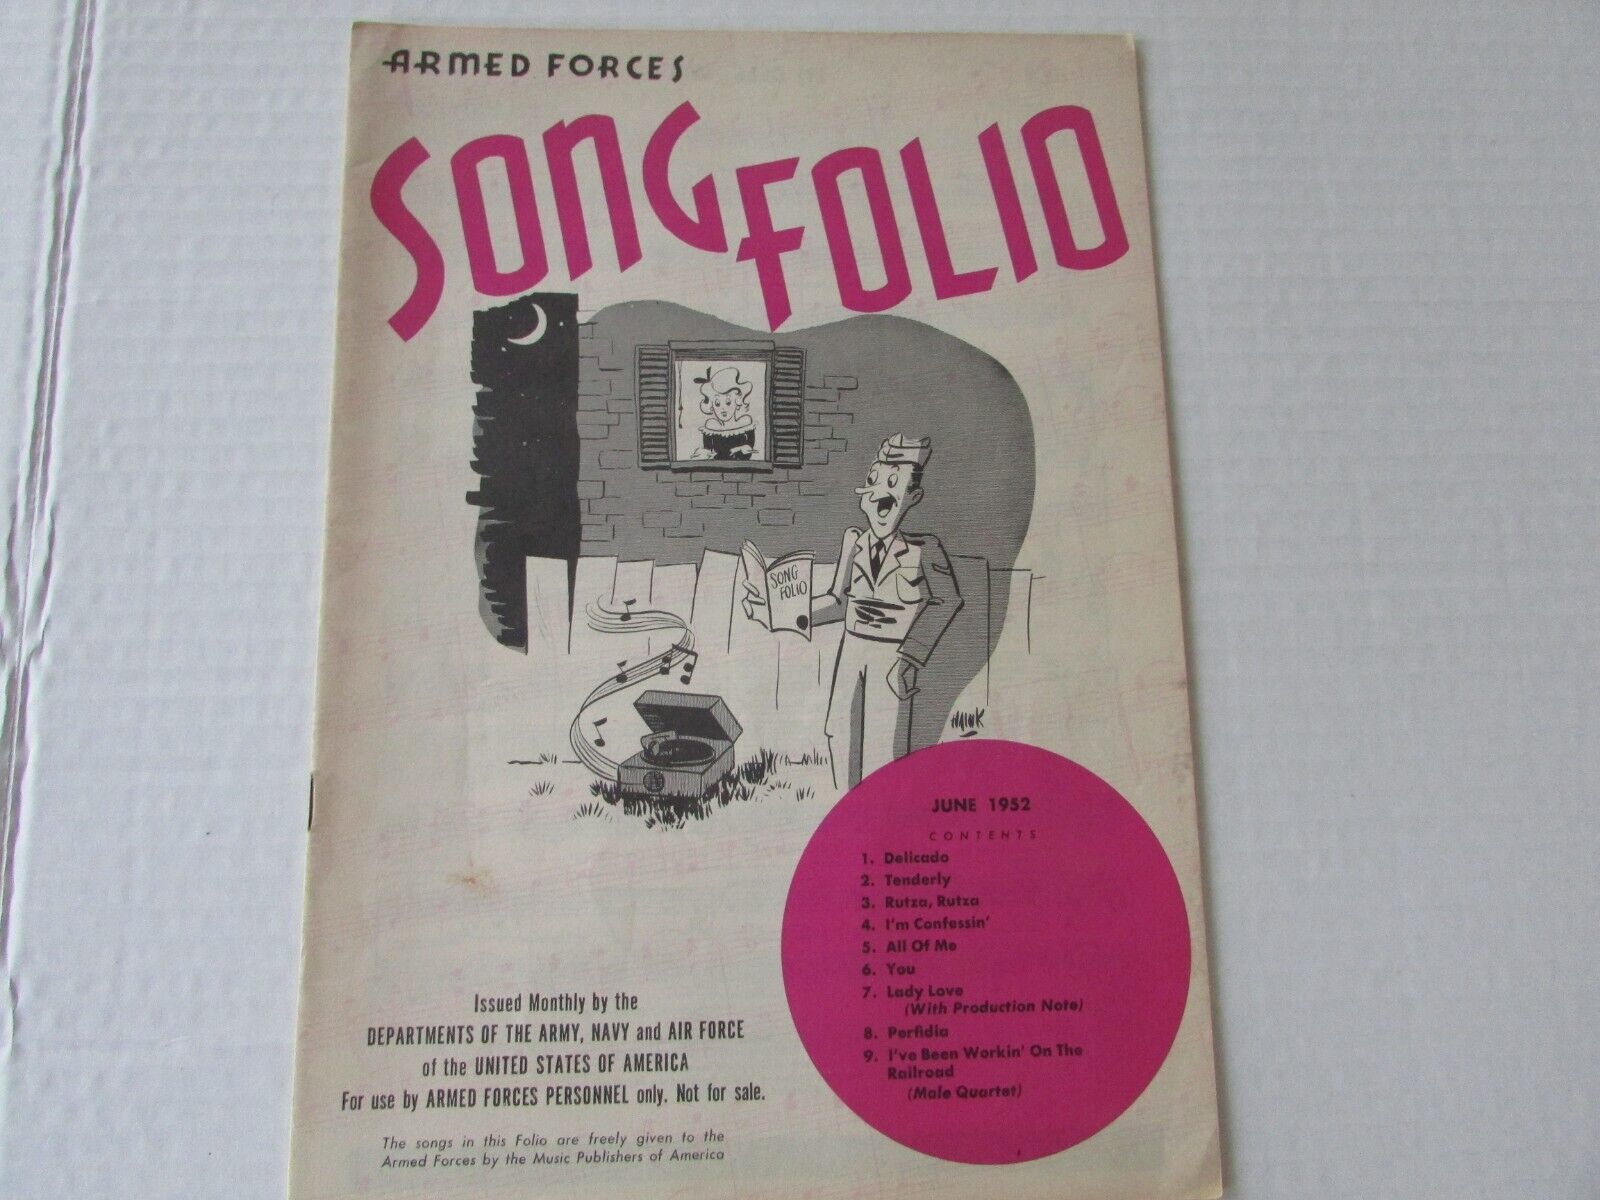 ARMED FORCES
SONG FOLIO
SONG
FOLIO
HAINK
JUNE 1952
CONTENTS
1. Delicado
2. Tenderly
3. Rutza, Rutza
4. I'm Confessin'
5. All Of Me
6. You
7. Lady Love
(With Production Note)
8. Perfidia
9. I've Been Workin' On The
Railroad
(Male Quartet)
Issued Monthly by the
DEPARTMENTS OF THE ARMY, NAVY and AIR FORCE
of the UNITED STATES OF AMERICA
For use by ARMED FORCES PERSONNEL only. Not for sale.
The songs in this Folio are freely given to the
Armed Forces by the Music Publishers of America